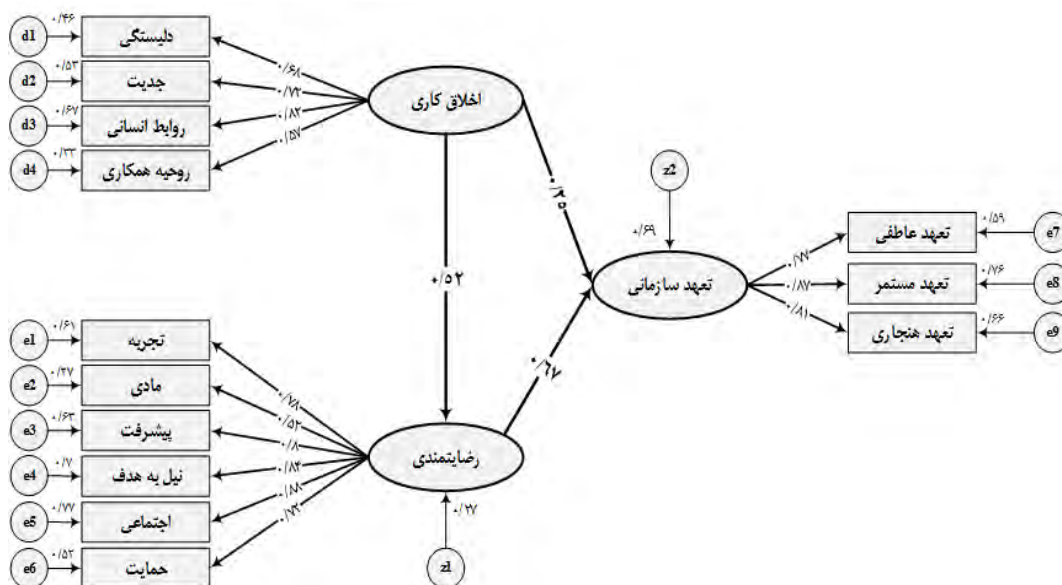 d1
۰/۴۶
دلبستگی
d2
۰/۵۳
جدیت
d3
۰/۶۷
روابط انسانی
d4
۰/۳۳
روحیه همکاری
۰/۶۸
۰/۷۳
۰/۸۲
۰/۵۷
اخلاق کاری
۰/۲۵
۰/۵۲
z2
۰/۶۹
تعهد سازمانی
۰/۷۷
۰/۸۷
۰/۸۱
تعهد عاطفی
۰/۵۹
e7
تعهد مستمر
۰/۷۶
e8
تعهد هنجاری
۰/۶۶
e9
۰/۶۷
e1
۰/۶۱
تجربه
e2
۰/۲۷
مادی
e3
۰/۶۳
پیشرفت
e4
۰/۷
نیل به هدف
e5
۰/۷۷
اجتماعی
e6
۰/۵۲
حمایت
۰/۷۸
۰/۵۲
۰/۸
۰/۸۴
۰/۸۸
۰/۷۲
رضایتمندی
۰/۲۷
z1